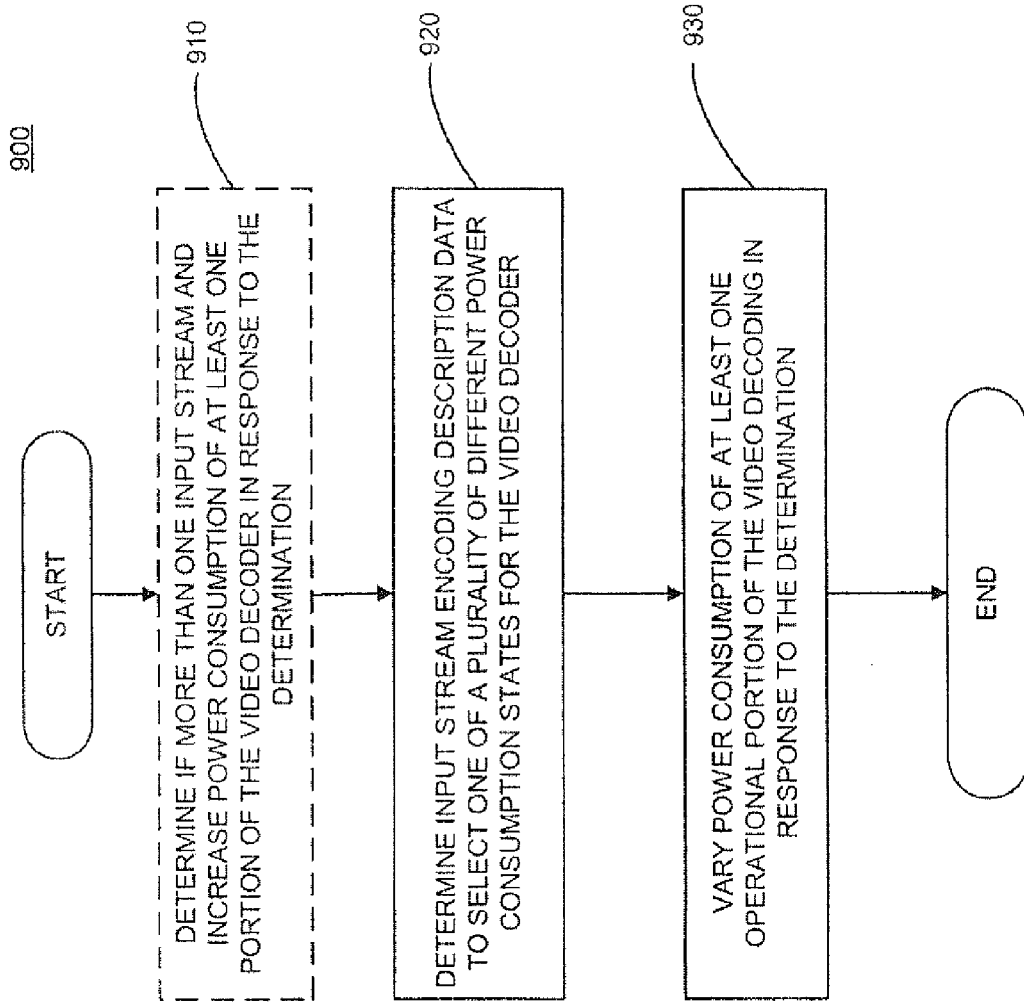 900
START
DETERMINE IF MORE THAN ONE INPUT STREAM AND
INCREASE POWER CONSUMPTION OF AT LEAST ONE
PORTION OF THE VIDEO DECODER IN RESPONSE TO THE
DETERMINATION
910
DETERMINE INPUT STREAM ENCODING DESCRIPTION DATA
TO SELECT ONE OF A PLURALITY OF DIFFERENT POWER
CONSUMPTION STATES FOR THE VIDEO DECODER
920
VARY POWER CONSUMPTION OF AT LEAST ONE
OPERATIONAL PORTION OF THE VIDEO DECODING IN
RESPONSE TO THE DETERMINATION
930
END